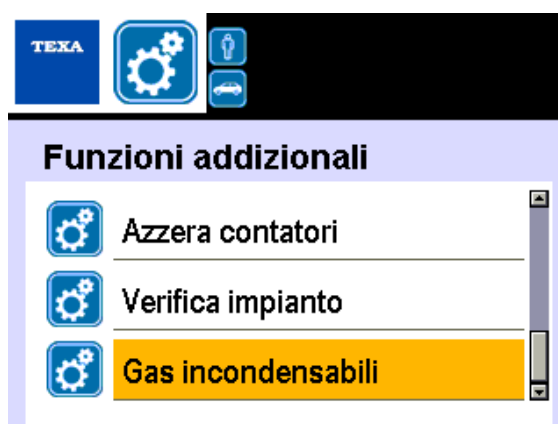 TEXA
Funzioni addizionali
Azzera contatori
Verifica impianto
Gas incondensabili